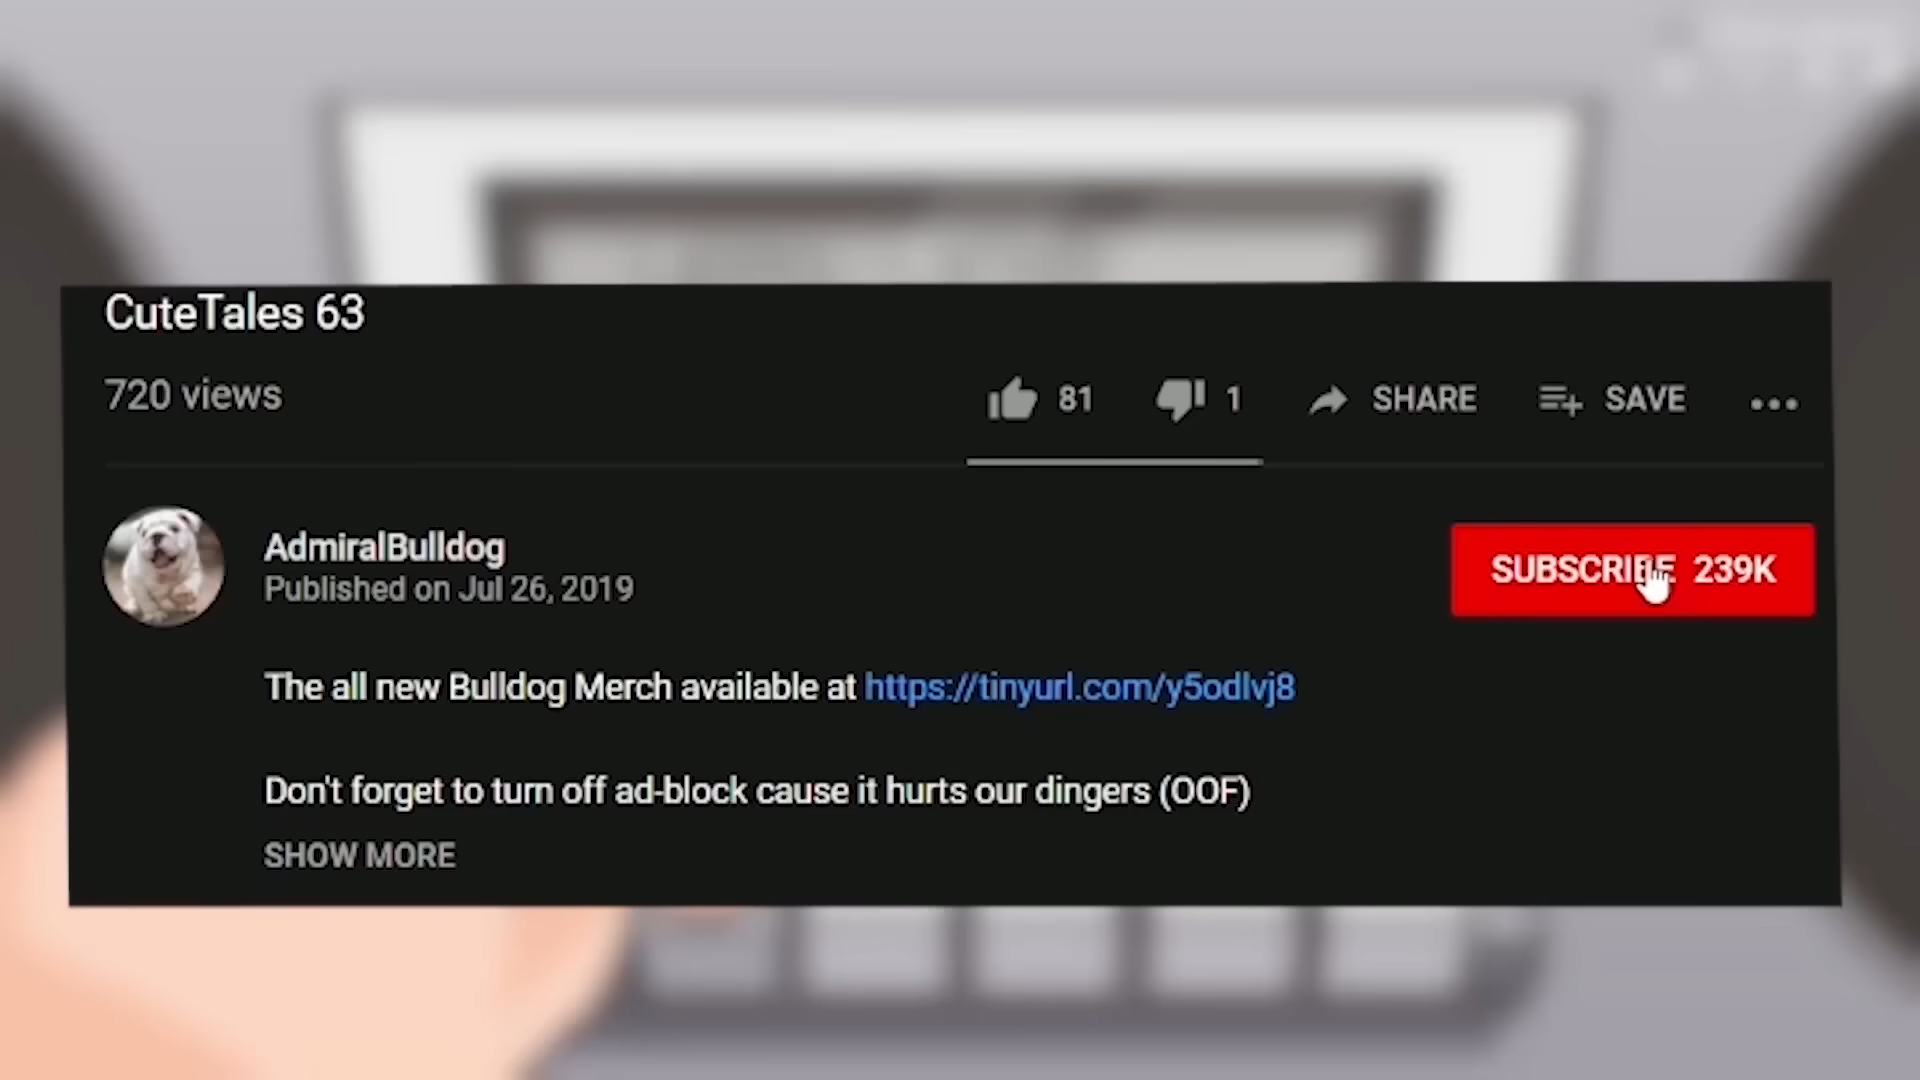 CuteTales 63
720 views
81 1 SHARE SAVE
AdmiralBulldog
Published on Jul 26, 2019
SUBSCRIBE 239K
The all new Bulldog Merch available at https://tinyurl.com/y5odlvj8
Don't forget to turn off ad-block cause it hurts our dingers (OOF)
SHOW MORE